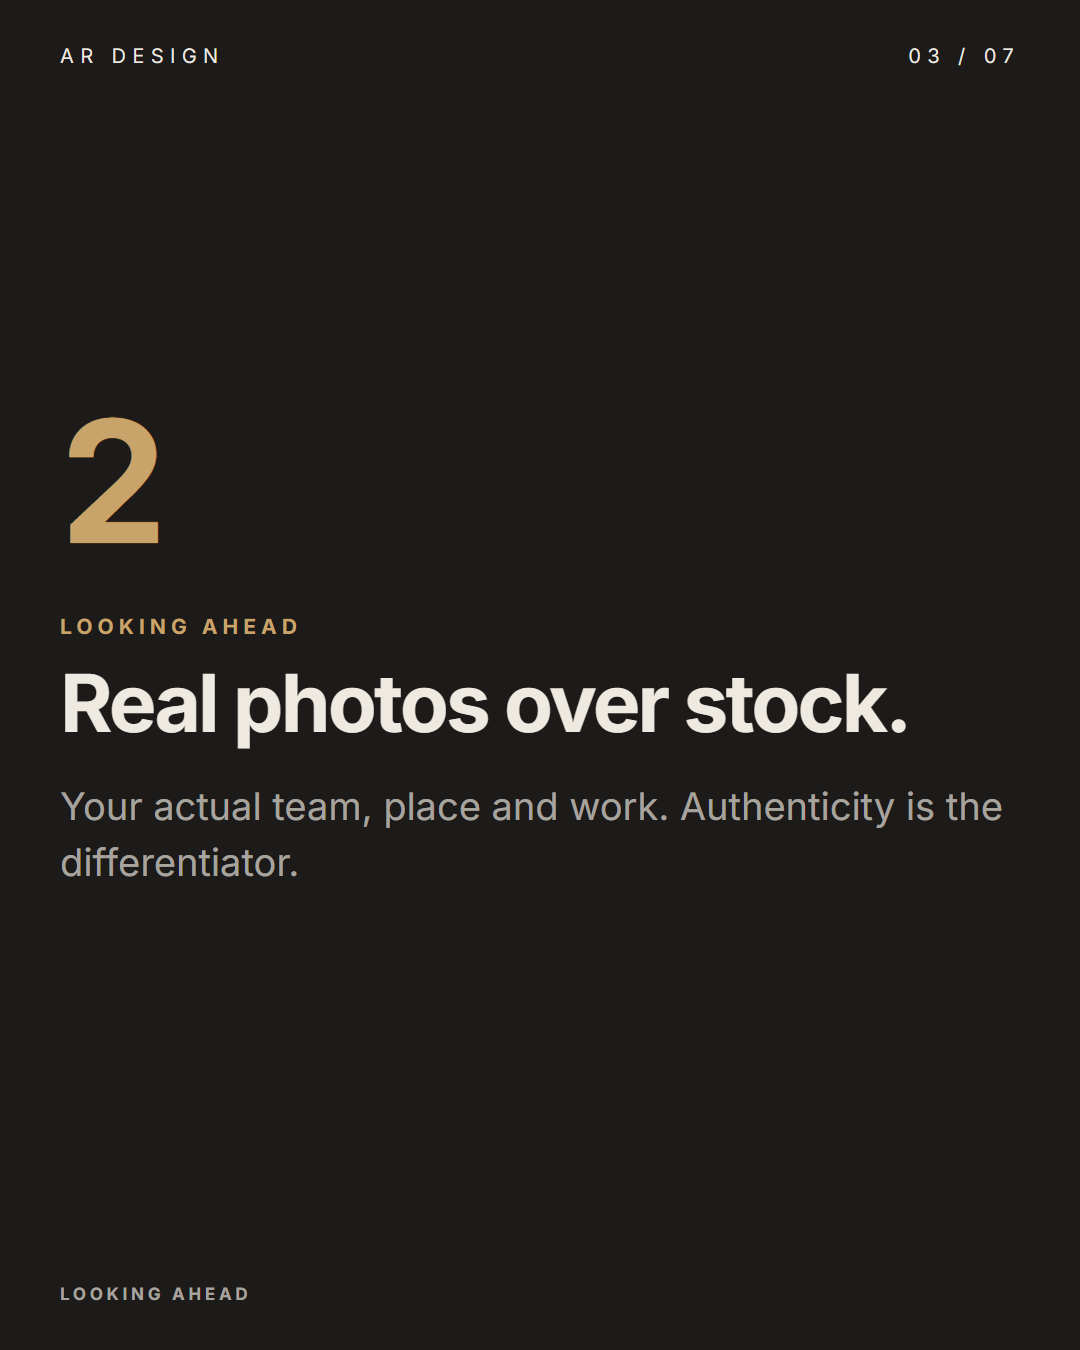 AR DESIGN
03 / 07
2
LOOKING AHEAD
Real photos over stock.
Your actual team, place and work. Authenticity is the
differentiator.
LOOKING AHEAD